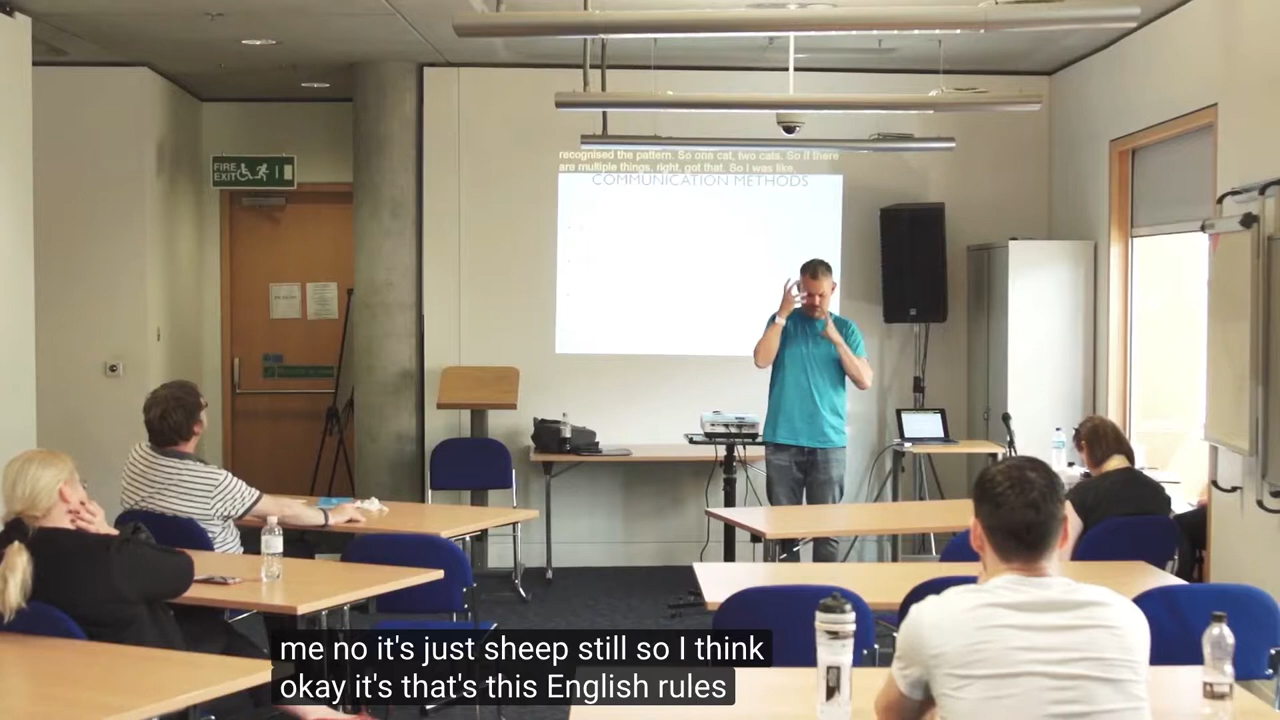 FIRE
EXIT
recognised the pattern. So one cat, two cats. So if there
are multiple things, right, got that. So I was like,
COMMUNICATION METHODS
me no it's just sheep still so I think
okay it's that's this English rules